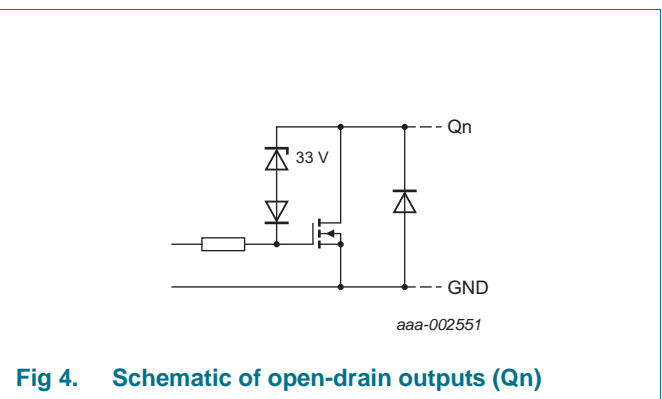 Qn
33 V
GND
aaa-002551
Fig 4. Schematic of open-drain outputs (Qn)